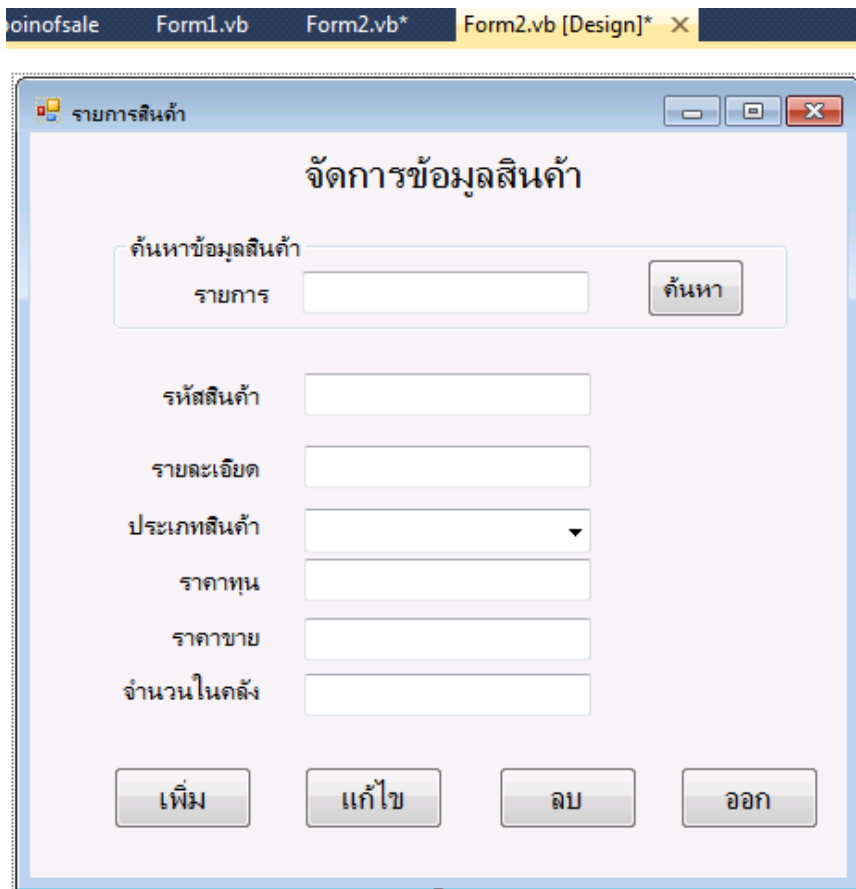 poinofsale Form1.vb Form2.vb* Form2.vb [Design]*
รายการสินค้า
จัดการข้อมูลสินค้า
ค้นหาข้อมูลสินค้า
รายการ ค้นหา
รหัสสินค้า
รายละเอียด
ประเภทสินค้า
ราคาทุน
ราคาขาย
จำนวนในคลัง
เพิ่ม แก้ไข ลบ ออก